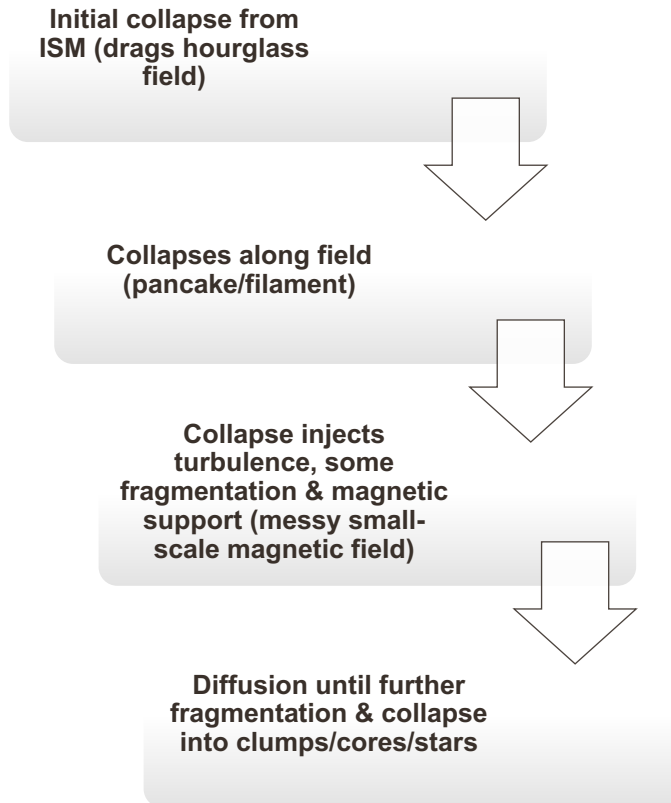 Initial collapse from
ISM (drags hourglass
field)
Collapses along field
(pancake/filament)
Collapse injects
turbulence, some
fragmentation & magnetic
support (messy small-
scale magnetic field)
Diffusion until further
fragmentation & collapse
into clumps/cores/stars